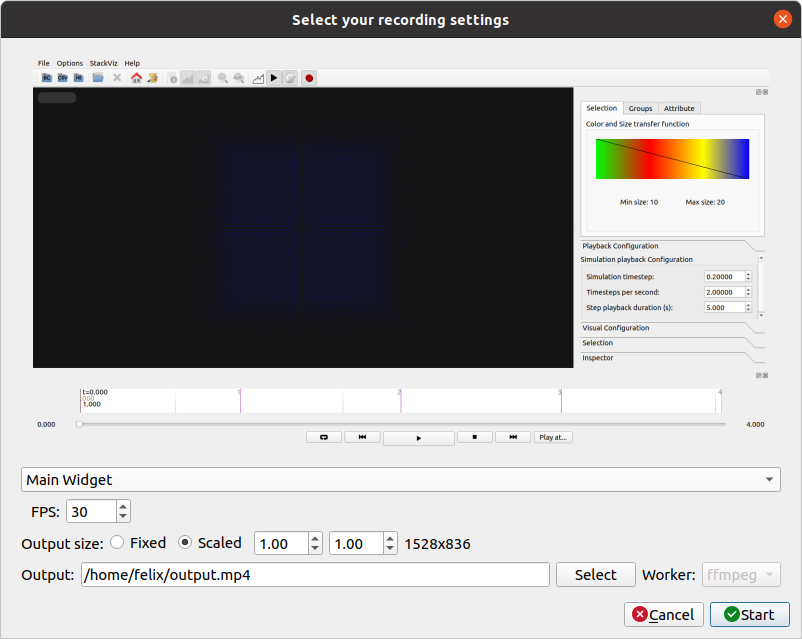 Select your recording settings
File Options StackViz Help
BC CSV H5
Selection Groups Attribute
Color and Size transfer function
Min size: 10 Max size: 20
Playback Configuration
Simulation playback Configuration
Simulation timestep: 0.20000
Timesteps per second: 2.00000
Step playback duration (s): 5.000
Visual Configuration
Selection
Inspector
t=0.000 1 2 3 4
.000
1.000
0.000 4.000
Play at...
Main Widget
FPS: 30
Output size: Fixed Scaled 1.00 1.00 1528x836
Output: /home/felix/output.mp4 Select Worker: ffmpeg
Cancel Start